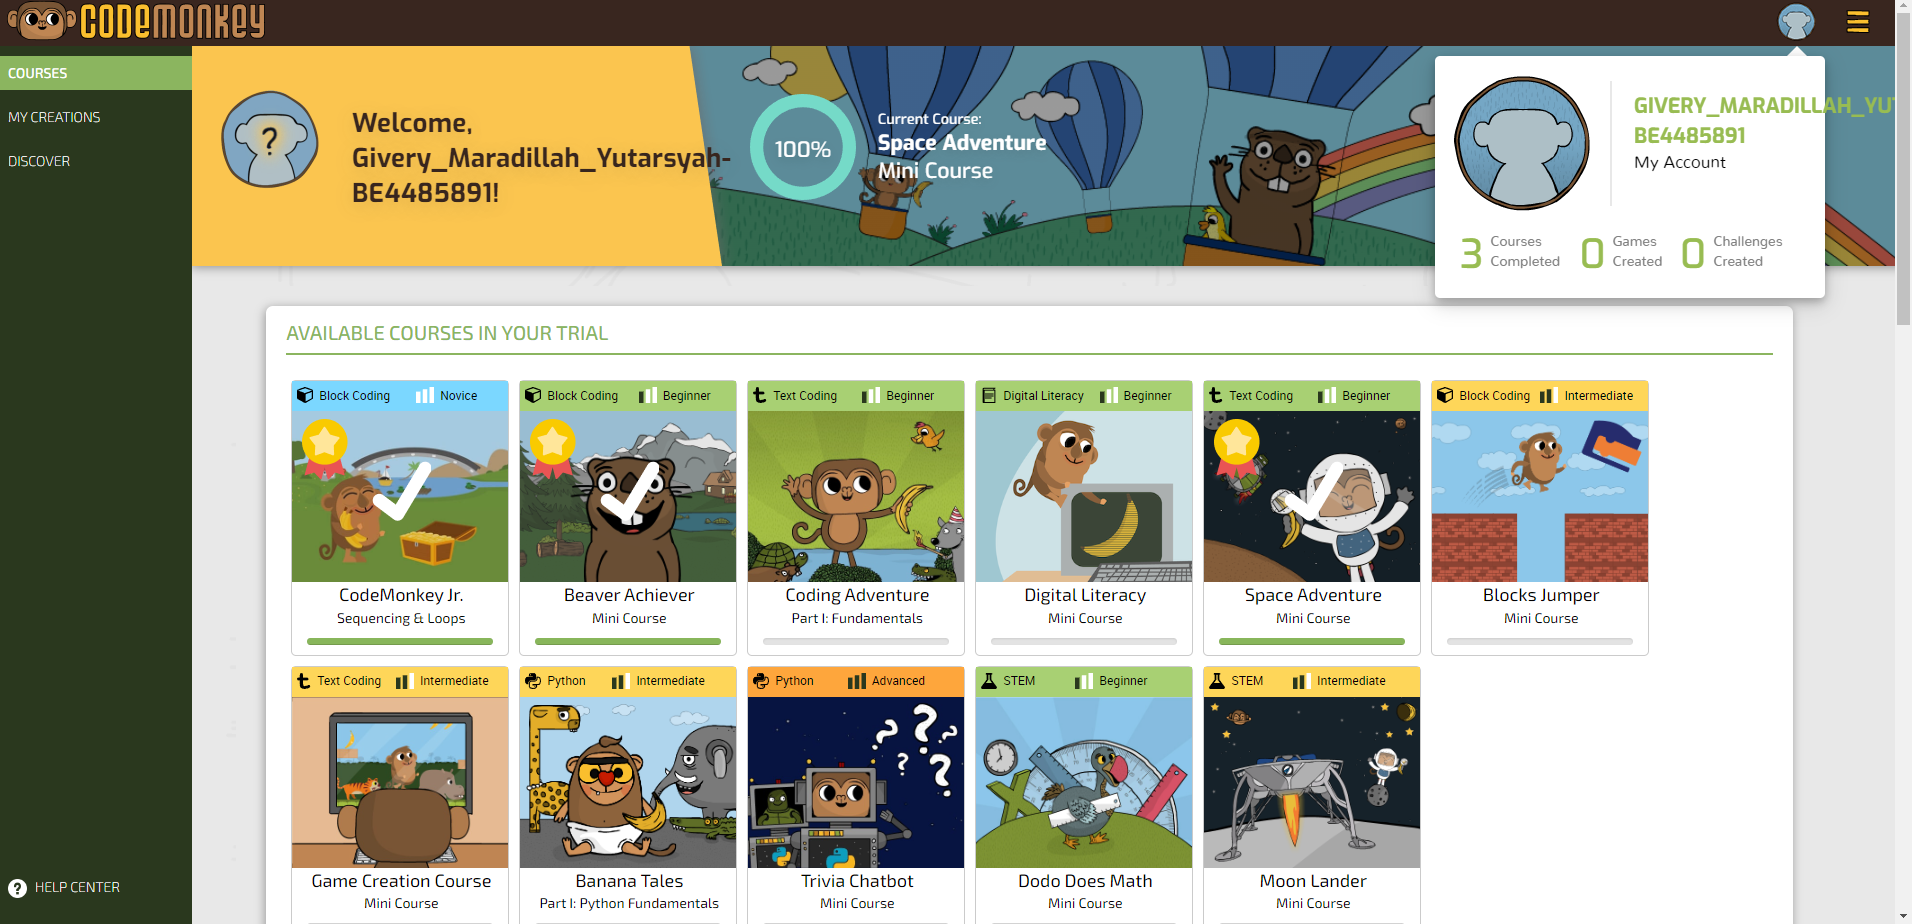 CODEMONKEY
COURSES
MY CREATIONS
DISCOVER
HELP CENTER
?
Welcome,
Givery_Maradillah_Yutarsyah-
BE4485891!
100%
Current Course:
Space Adventure
Mini Course
GIVERY_MARADILLAH_YUT
BE4485891
My Account
3 Courses Completed
0 Games Created
0 Challenges Created
AVAILABLE COURSES IN YOUR TRIAL
Block Coding Novice
CodeMonkey Jr.
Sequencing & Loops
Block Coding Beginner
Beaver Achiever
Mini Course
Text Coding Beginner
Coding Adventure
Part I: Fundamentals
Digital Literacy Beginner
Digital Literacy
Mini Course
Text Coding Beginner
Space Adventure
Mini Course
Block Coding Intermediate
Blocks Jumper
Mini Course
Text Coding Intermediate
Game Creation Course
Mini Course
Python Intermediate
Banana Tales
Part I: Python Fundamentals
Python Advanced
? ? ? ? ?
Trivia Chatbot
Mini Course
STEM Beginner
Dodo Does Math
Mini Course
STEM Intermediate
Moon Lander
Mini Course